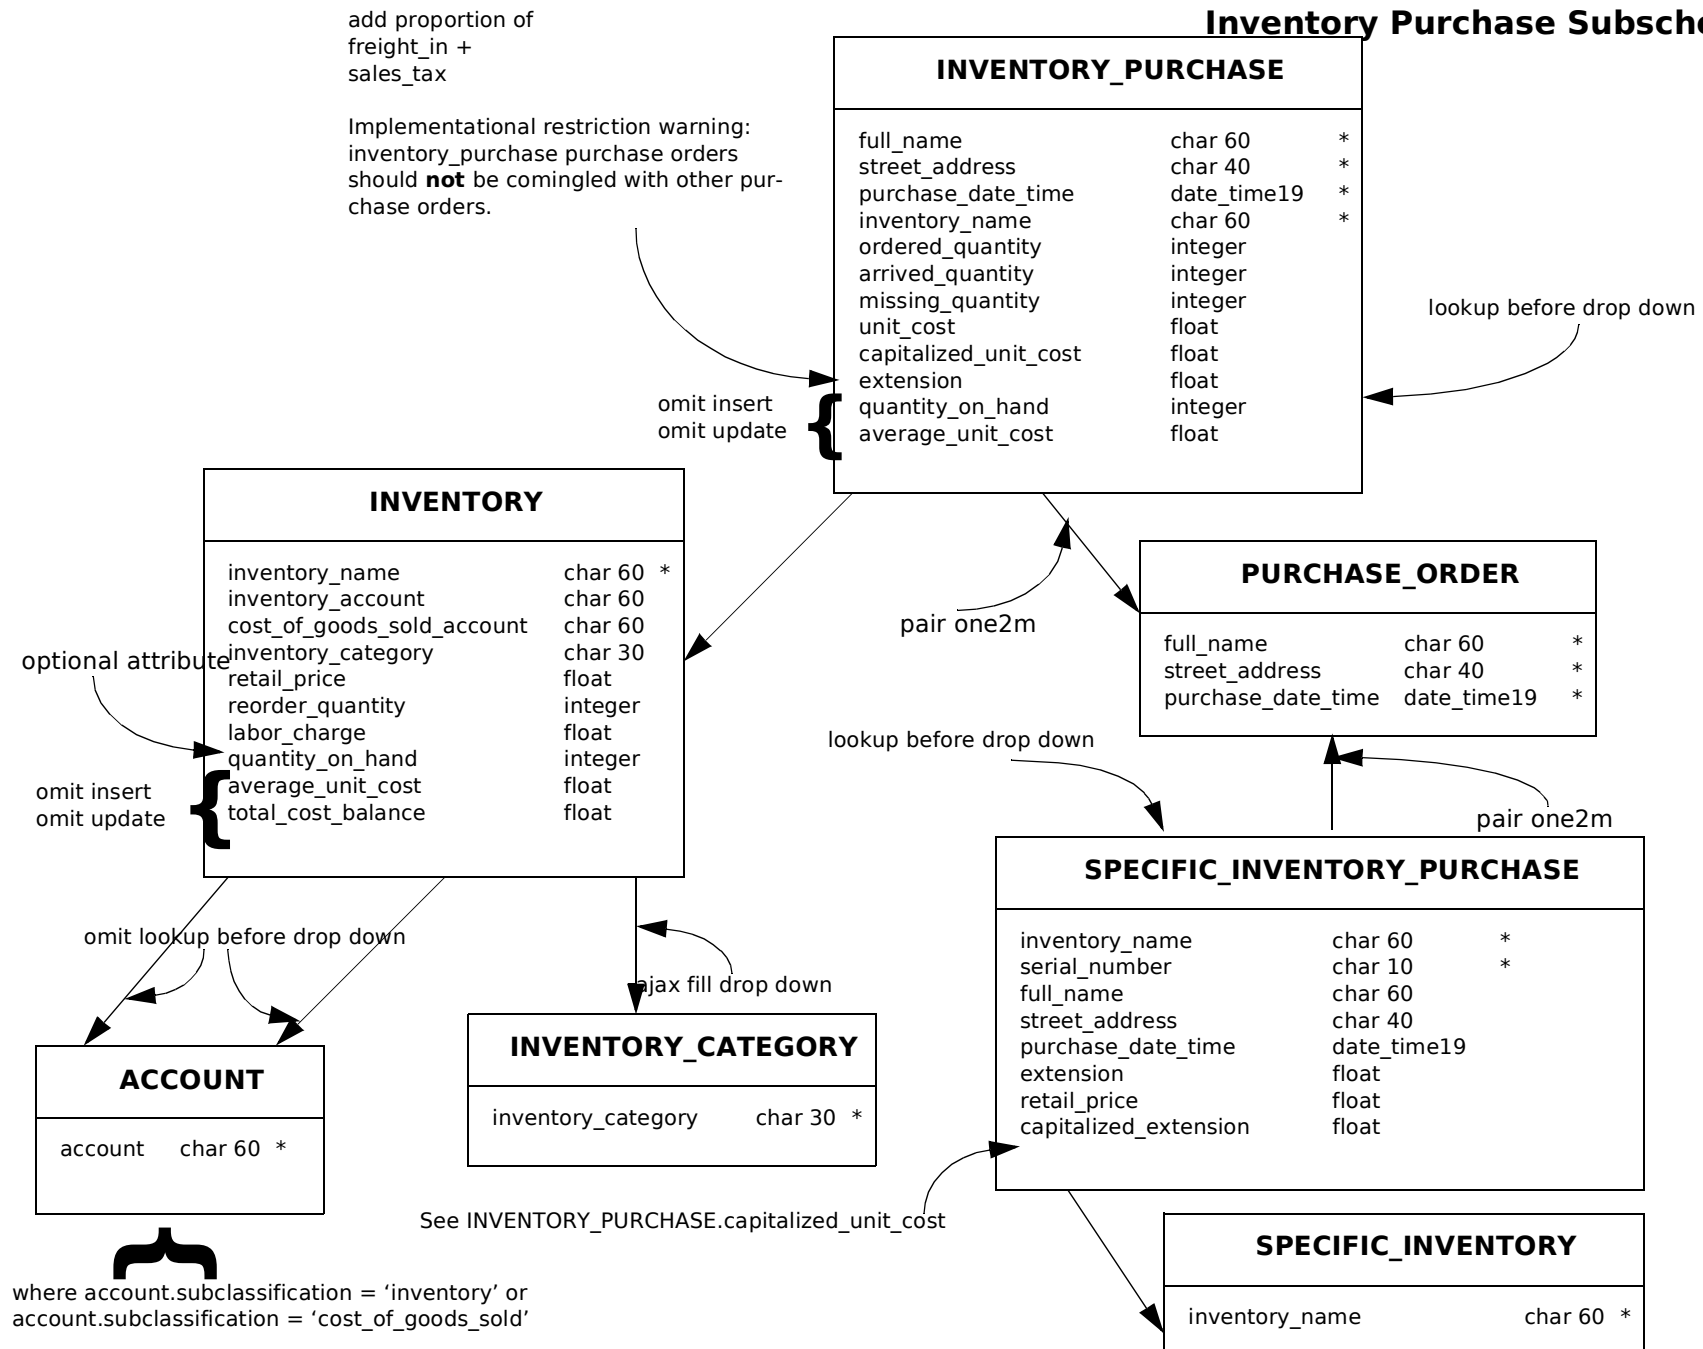 Inventory Purchase Subsche
add proportion of
freight_in +
sales_tax
Implementational restriction warning:
inventory_purchase purchase orders
should not be comingled with other pur-
chase orders.
INVENTORY_PURCHASE
full_name char 60 *
street_address char 40 *
purchase_date_time date_time19 *
inventory_name char 60 *
ordered_quantity integer
arrived_quantity integer
missing_quantity integer
unit_cost float
capitalized_unit_cost float
extension float
quantity_on_hand integer
average_unit_cost float
lookup before drop down
omit insert
omit update
INVENTORY
inventory_name char 60 *
inventory_account char 60
cost_of_goods_sold_account char 60
inventory_category char 30
retail_price float
reorder_quantity integer
labor_charge float
quantity_on_hand integer
average_unit_cost float
total_cost_balance float
optional attribute
omit insert
omit update
pair one2m
PURCHASE_ORDER
full_name char 60 *
street_address char 40 *
purchase_date_time date_time19 *
lookup before drop down
pair one2m
SPECIFIC_INVENTORY_PURCHASE
inventory_name char 60 *
serial_number char 10 *
full_name char 60
street_address char 40
purchase_date_time date_time19
extension float
retail_price float
capitalized_extension float
omit lookup before drop down
ajax fill drop down
ACCOUNT
account char 60 *
INVENTORY_CATEGORY
inventory_category char 30 *
See INVENTORY_PURCHASE.capitalized_unit_cost
where account.subclassification = ‘inventory’ or
account.subclassification = ‘cost_of_goods_sold’
SPECIFIC_INVENTORY
inventory_name char 60 *